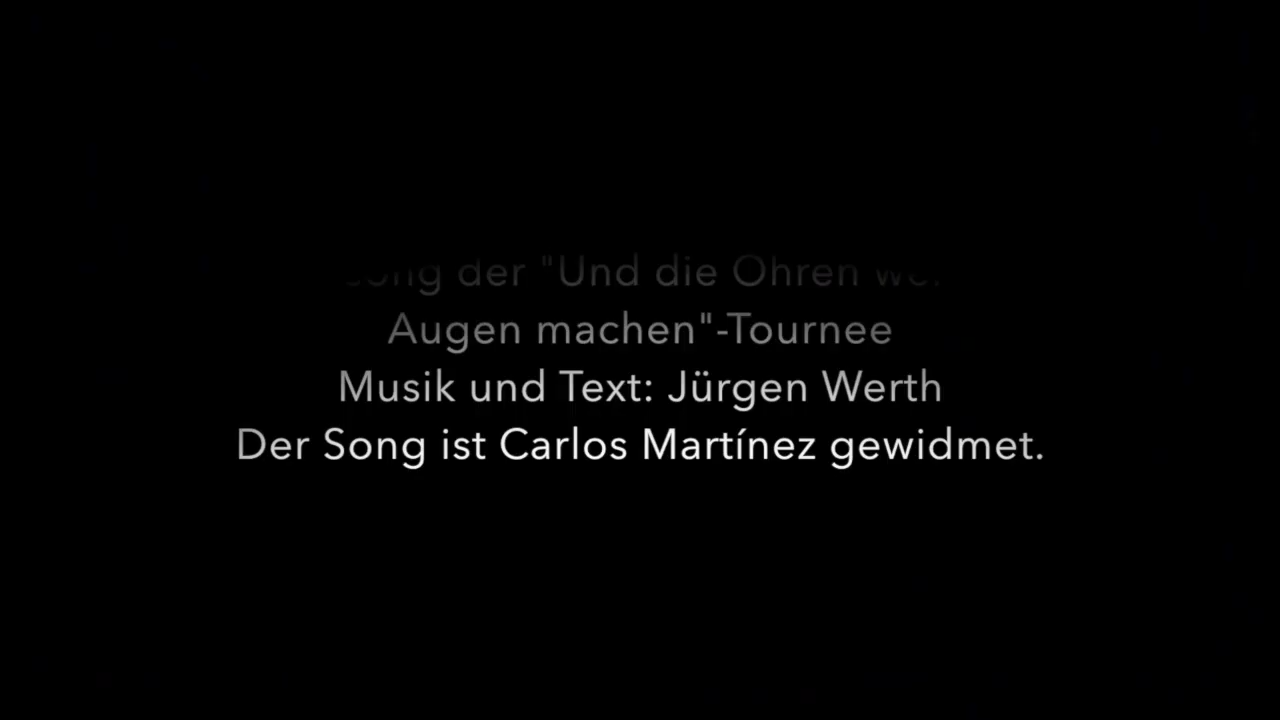 der "Und die Ohren
Augen machen"-Tournee
Musik und Text: Jürgen Werth
Der Song ist Carlos Martínez gewidmet.